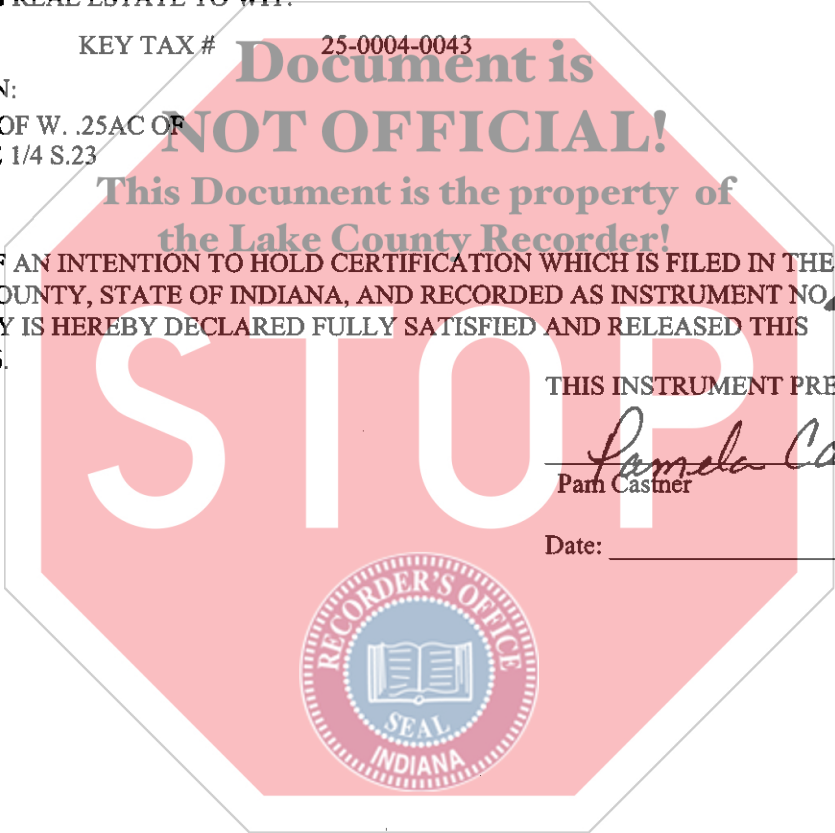 REAL ESTATE TO WIT:
KEY TAX # 25-0004-0043
Document is
N:
OF W. .25AC OF
NOT OFFICIAL!
1/4 S.23
This Document is the property of
the Lake County Recorder!
AN INTENTION TO HOLD CERTIFICATION WHICH IS FILED IN THE
OUNTY, STATE OF INDIANA, AND RECORDED AS INSTRUMENT NO
Y IS HEREBY DECLARED FULLY SATISFIED AND RELEASED THIS
STOP
THIS INSTRUMENT PRE
Pamela Ca
Pam Castner
Date:
RECORDER'S OFFICE
SEAL
INDIANA